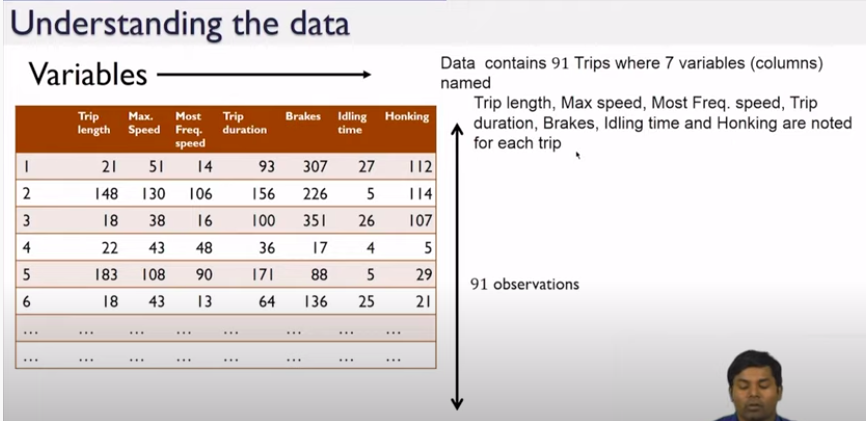 Understanding the data
Variables
Data contains 91 Trips where 7 variables (columns)
named
Trip length, Max speed, Most Freq. speed, Trip
duration, Brakes, Idling time and Honking are noted
for each trip
Trip length Max. Speed Most Freq. speed Trip duration Brakes Idling time Honking
1 21 51 14 93 307 27 112
2 148 130 106 156 226 5 114
3 18 38 16 100 351 26 107
4 22 43 48 36 17 4 5
5 183 108 90 171 88 5 29
6 18 43 13 64 136 25 21
... ... ... ... ... ... ... ...
... ... ... ... ... ... ... ...
91 observations